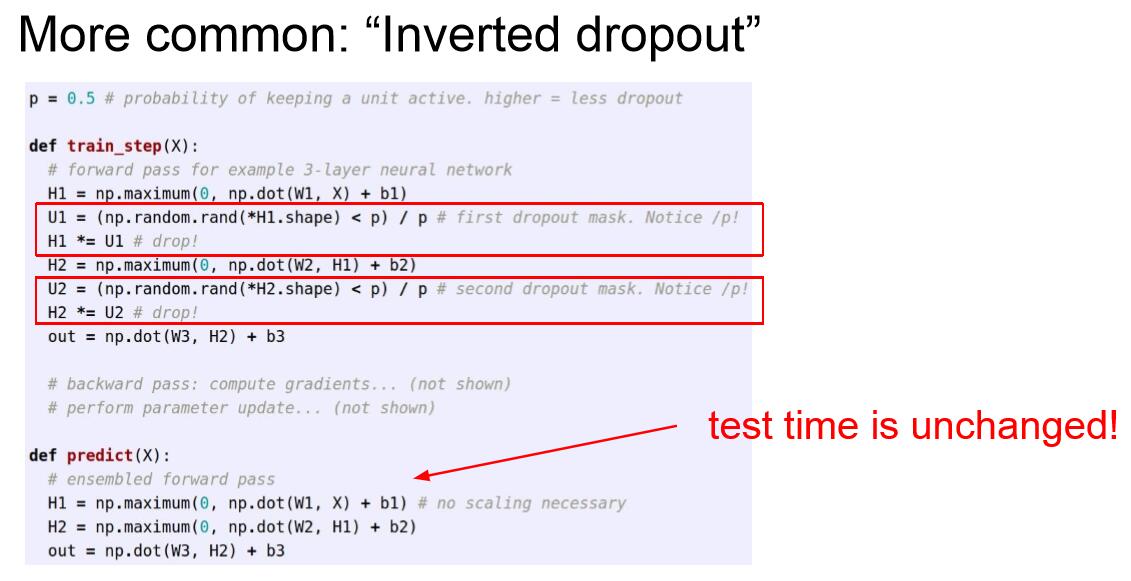 More common: “Inverted dropout”
p = 0.5 # probability of keeping a unit active. higher = less dropout
def train_step(X):
# forward pass for example 3-layer neural network
H1 = np.maximum(0, np.dot(W1, X) + b1)
U1 = (np.random.rand(*H1.shape) < p) / p # first dropout mask. Notice /p!
H1 *= U1 # drop!
H2 = np.maximum(0, np.dot(W2, H1) + b2)
U2 = (np.random.rand(*H2.shape) < p) / p # second dropout mask. Notice /p!
H2 *= U2 # drop!
out = np.dot(W3, H2) + b3
# backward pass: compute gradients... (not shown)
# perform parameter update... (not shown)
test time is unchanged!
def predict(X):
# ensembled forward pass
H1 = np.maximum(0, np.dot(W1, X) + b1) # no scaling necessary
H2 = np.maximum(0, np.dot(W2, H1) + b2)
out = np.dot(W3, H2) + b3